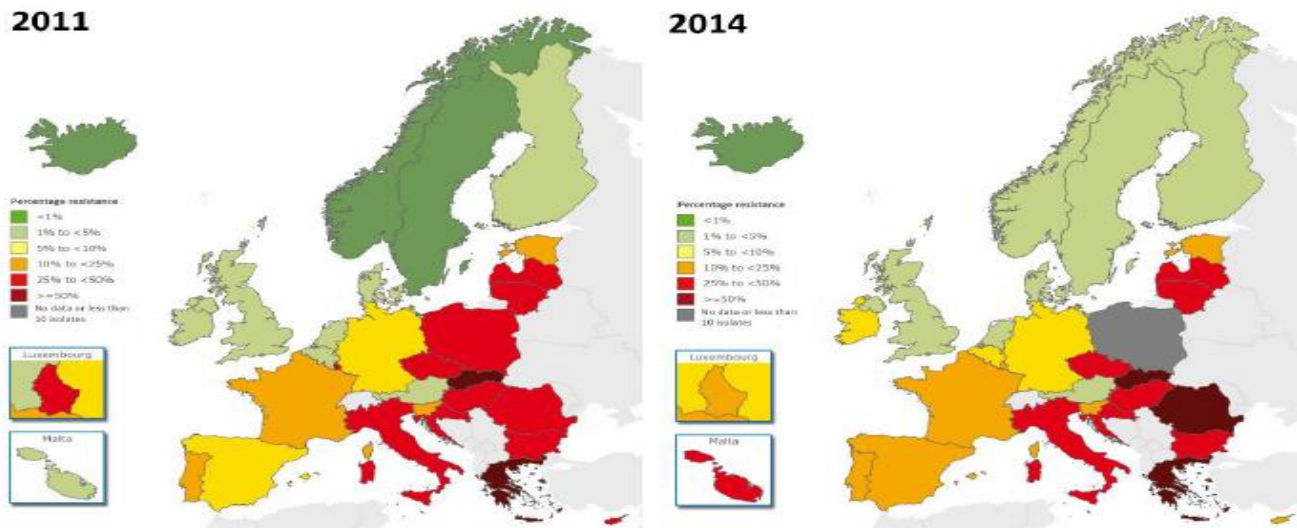 2011
Percentage resistance
<1%
1% to <5%
5% to <10%
10% to <25%
25% to <50%
>=50%
No data or less than
10 isolates
Luxembourg
Malta
2014
Percentage resistance
<1%
1% to <5%
5% to <10%
10% to <25%
25% to <50%
>=50%
No data or less than
10 isolates
Luxembourg
Malta